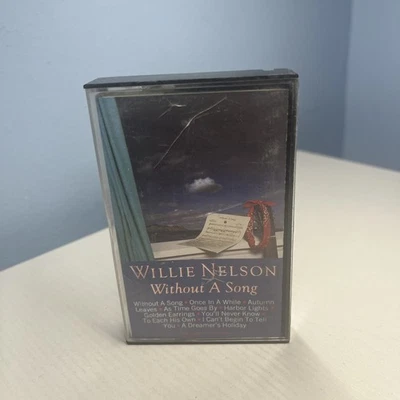 WILLIE NELSON
Without A Song
Without A Song • Once In A While • Autumn
Leaves • As Time Goes By • Harbor Lights
Golden Earrings • You'll Never Know
To Each His Own • I Can't Begin To Tell
You • A Dreamer's Holiday